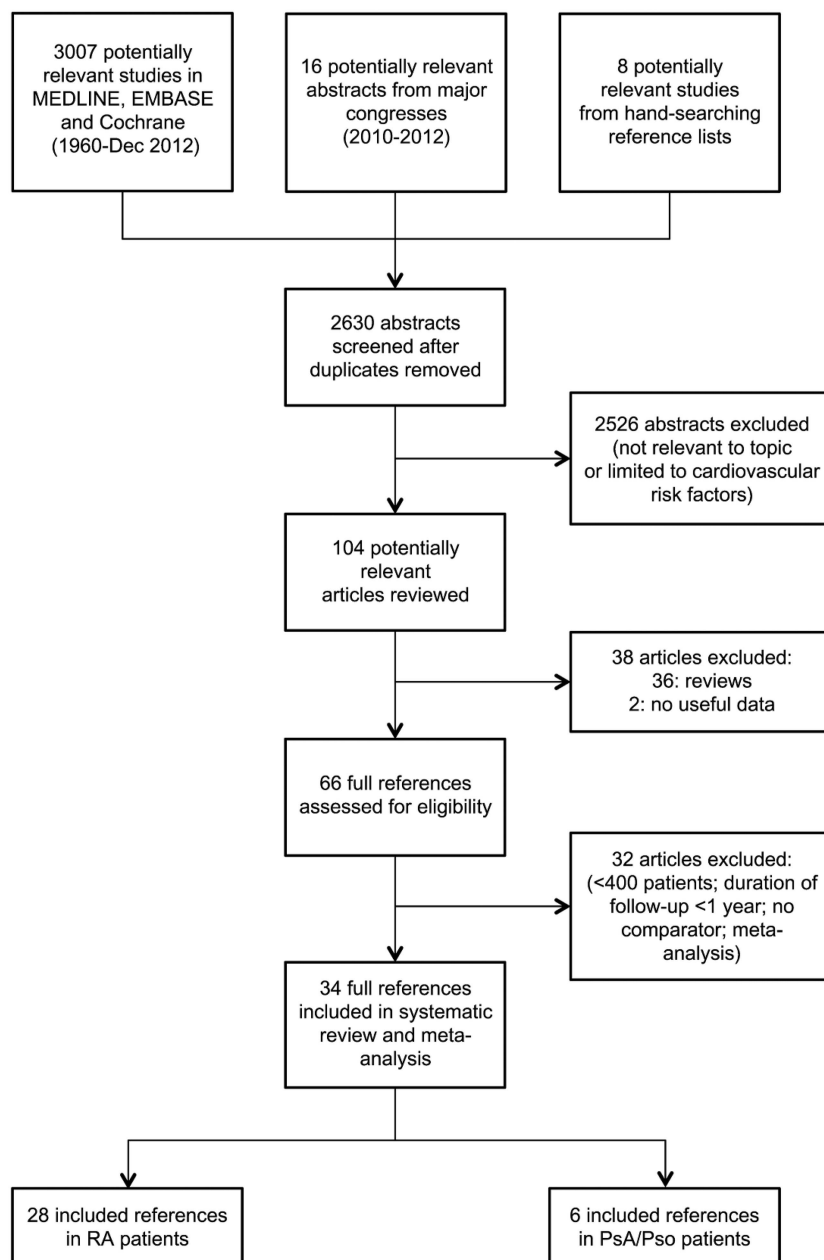 3007 potentially
relevant studies in
MEDLINE, EMBASE
and Cochrane
(1960-Dec 2012)
16 potentially relevant
abstracts from major
congresses
(2010-2012)
8 potentially
relevant studies
from hand-searching
reference lists
2630 abstracts
screened after
duplicates removed
2526 abstracts excluded
(not relevant to topic
or limited to cardiovascular
risk factors)
104 potentially
relevant
articles reviewed
38 articles excluded:
36: reviews
2: no useful data
66 full references
assessed for eligibility
32 articles excluded:
(<400 patients; duration of
follow-up <1 year; no
comparator; meta-
analysis)
34 full references
included in systematic
review and meta-
analysis
28 included references
in RA patients
6 included references
in PsA/Pso patients